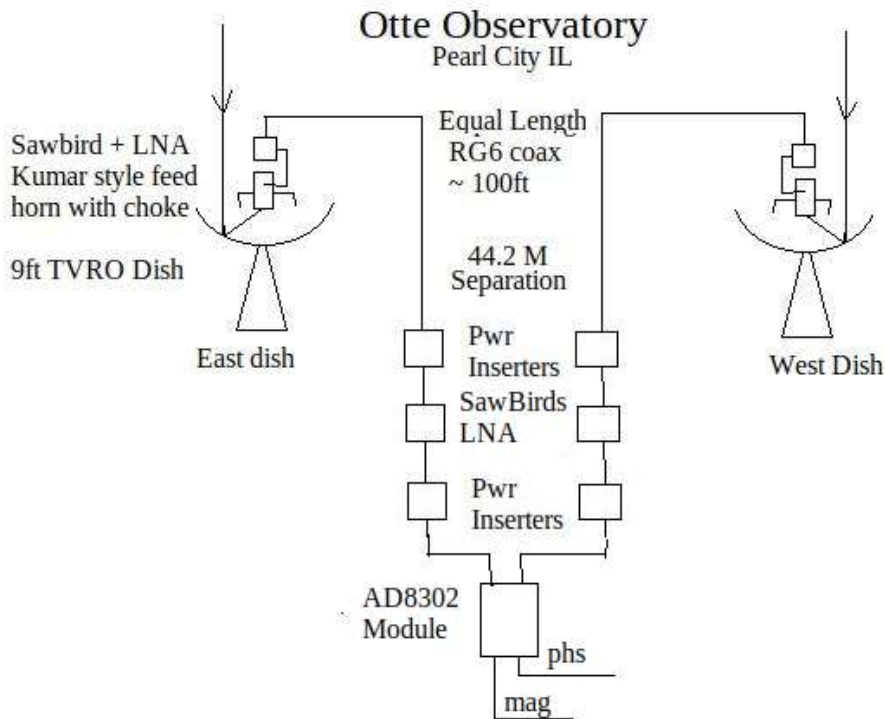 Otte Observatory
Pearl City IL
Sawbird + LNA
Kumar style feed
horn with choke
9ft TVRO Dish
Equal Length
RG6 coax
~ 100ft
44.2 M
Separation
East dish
West Dish
Pwr
Inserters
SawBirds
LNA
Pwr
Inserters
AD8302
Module
phs
mag